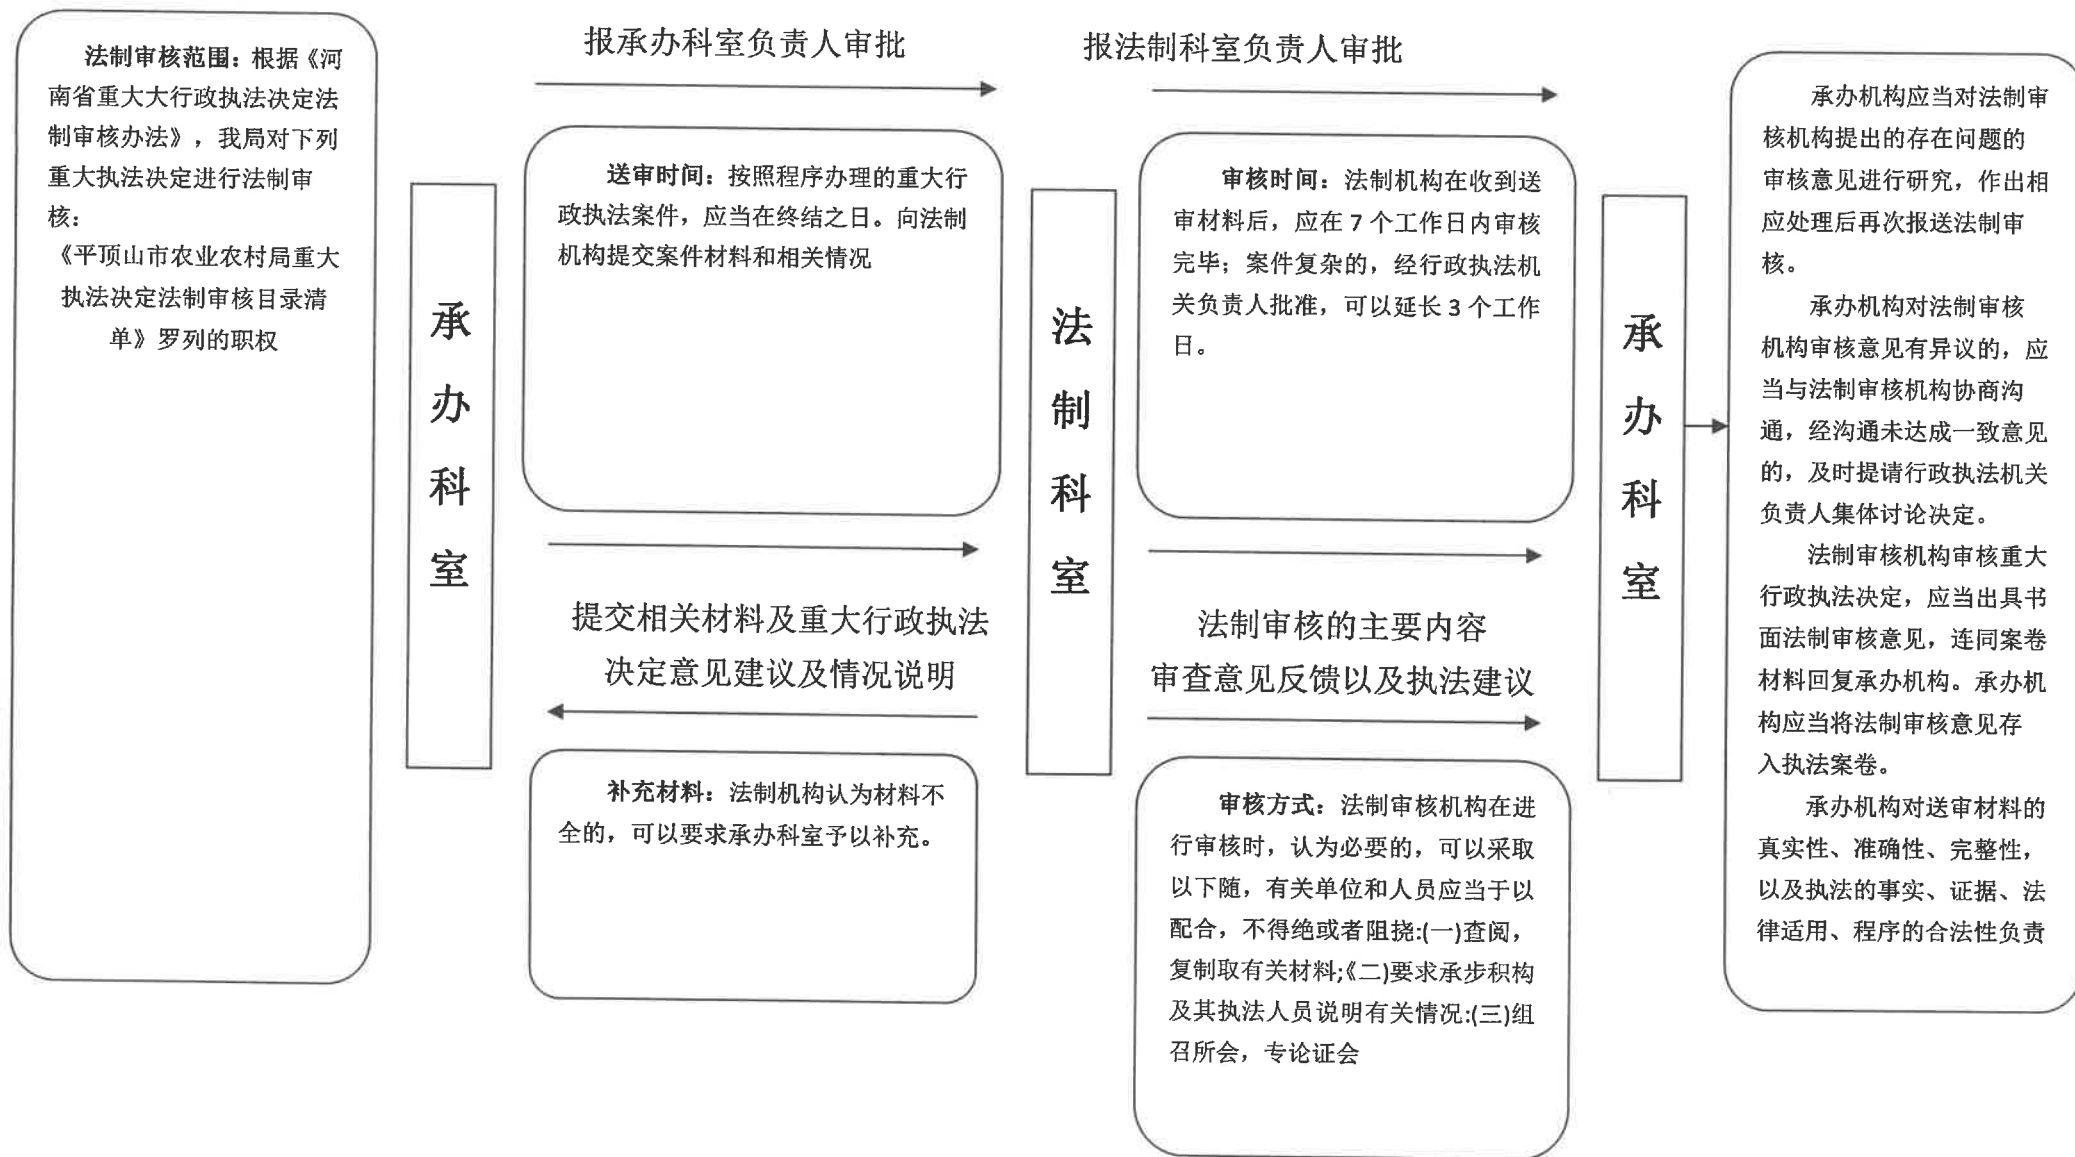 法制审核范围：根据《河
南省重大大行政执法决定法
制审核办法》，我局对下列
重大执法决定进行法制审
核：
《平顶山市农业农村局重大
执法决定法制审核目录清
单》罗列的职权
承
办
科
室
报承办科室负责人审批
送审时间：按照程序办理的重大行
政执法案件，应当在终结之日。向法制
机构提交案件材料和相关情况
提交相关材料及重大行政执法
决定意见建议及情况说明
补充材料：法制机构认为材料不
全的，可以要求承办科室予以补充。
法
制
科
室
报法制科室负责人审批
审核时间：法制机构在收到送
审材料后，应在 7 个工作日内审核
完毕；案件复杂的，经行政执法机
关负责人批准，可以延长 3 个工作
日。
法制审核的主要内容
审查意见反馈以及执法建议
审核方式：法制审核机构在进
行审核时，认为必要的，可以采取
以下随，有关单位和人员应当于以
配合，不得绝或者阻挠:(一)查阅，
复制取有关材料;《二)要求承步积构
及其执法人员说明有关情况:(三)组
召所会，专论证会
承
办
科
室
承办机构应当对法制审
核机构提出的存在问题的
审核意见进行研究，作出相
应处理后再次报送法制审
核。
承办机构对法制审核
机构审核意见有异议的，应
当与法制审核机构协商沟
通，经沟通未达成一致意见
的，及时提请行政执法机关
负责人集体讨论决定。
法制审核机构审核重大
行政执法决定，应当出具书
面法制审核意见，连同案卷
材料回复承办机构。承办机
构应当将法制审核意见存
入执法案卷。
承办机构对送审材料的
真实性、准确性、完整性，
以及执法的事实、证据、法
律适用、程序的合法性负责